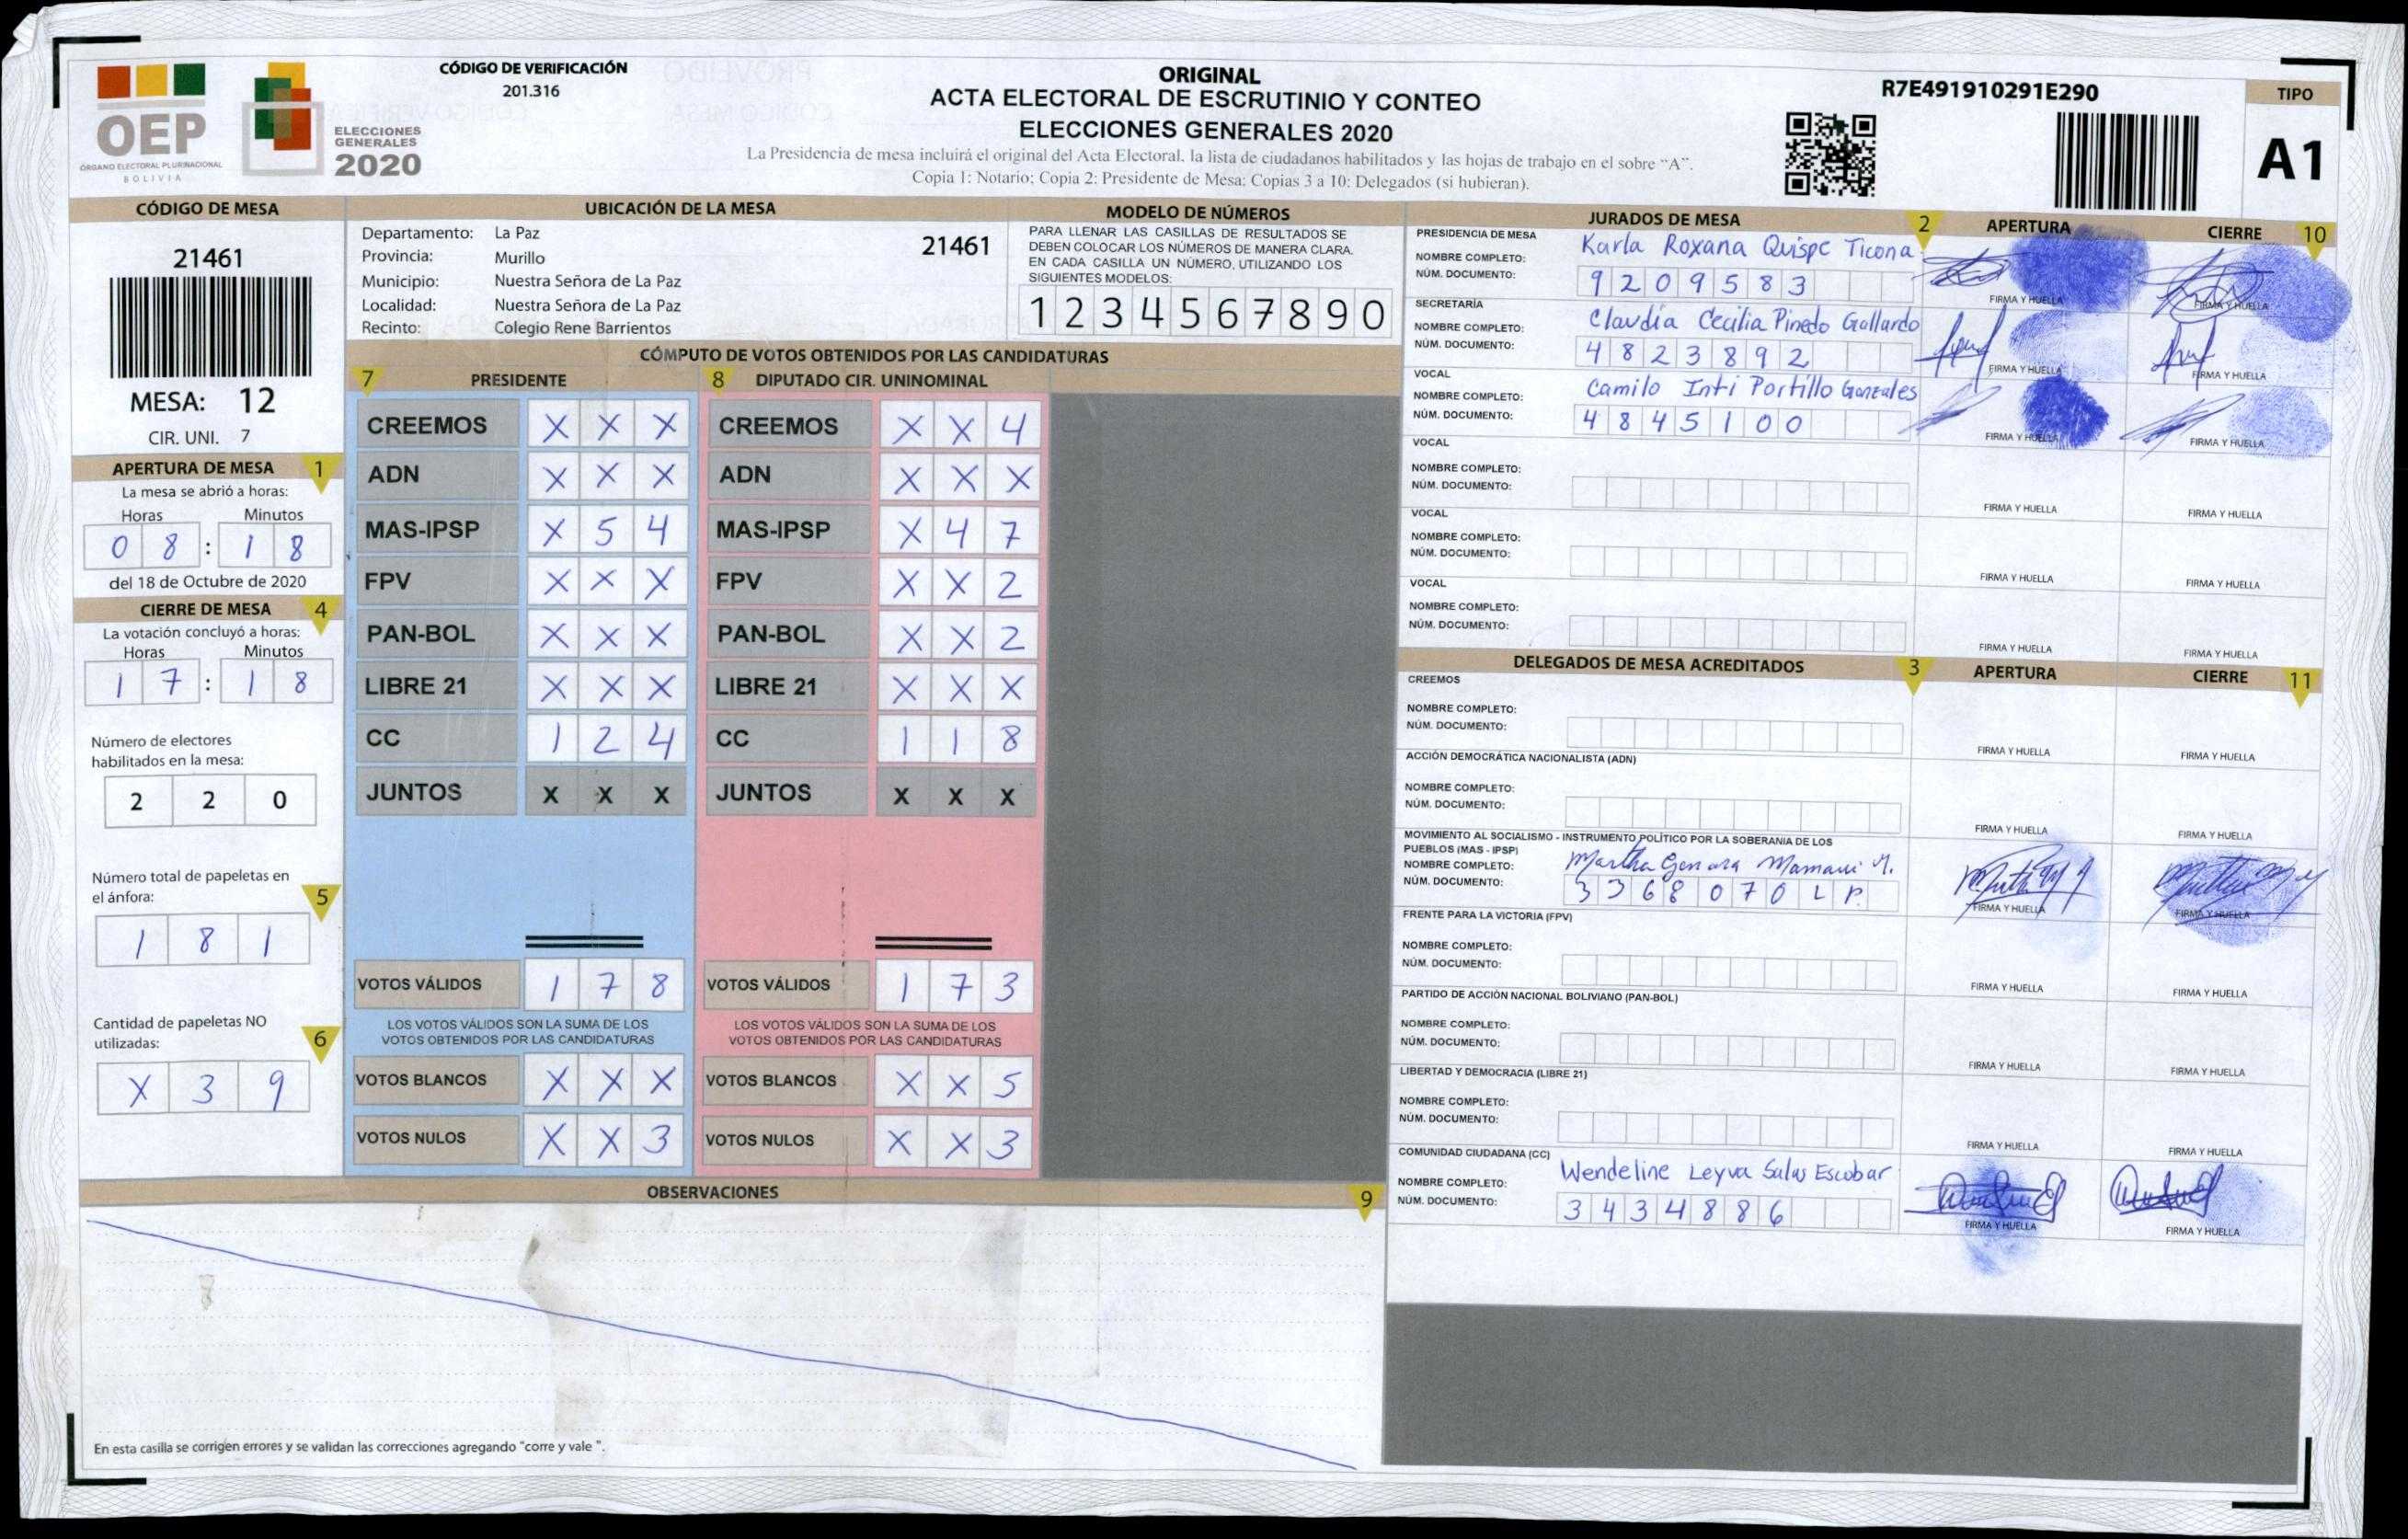 OEP
ÓRGANO ELECTORAL PLURINACIONAL
BOLIVIA
ELECCIONES
GENERALES
2020
CÓDIGO DE VERIFICACIÓN
201.316
ORIGINAL
ACTA ELECTORAL DE ESCRUTINIO Y CONTEO
ELECCIONES GENERALES 2020
La Presidencia de mesa incluirá el original del Acta Electoral, la lista de ciudadanos habilitados y las hojas de trabajo en el sobre “A”.
Copia 1: Notario; Copia 2: Presidente de Mesa; Copias 3 a 10: Delegados (si hubieran).
R7E491910291E290
TIPO
A1
CÓDIGO DE MESA
21461
MESA: 12
CIR. UNI. 7
APERTURA DE MESA 1
La mesa se abrió a horas:
Horas Minutos
0 8 : 1 8
del 18 de Octubre de 2020
CIERRE DE MESA 4
La votación concluyó a horas:
Horas Minutos
1 7 : 1 8
Número de electores
habilitados en la mesa:
2 2 0
Número total de papeletas en
el ánfora: 5
1 8 1
Cantidad de papeletas NO
utilizadas: 6
X 3 9
UBICACIÓN DE LA MESA
Departamento: La Paz 21461
Provincia: Murillo
Municipio: Nuestra Señora de La Paz
Localidad: Nuestra Señora de La Paz
Recinto: Colegio Rene Barrientos
MODELO DE NÚMEROS
PARA LLENAR LAS CASILLAS DE RESULTADOS SE
DEBEN COLOCAR LOS NÚMEROS DE MANERA CLARA.
EN CADA CASILLA UN NÚMERO, UTILIZANDO LOS
SIGUIENTES MODELOS:
1 2 3 4 5 6 7 8 9 0
CÓMPUTO DE VOTOS OBTENIDOS POR LAS CANDIDATURAS
7 PRESIDENTE 8 DIPUTADO CIR. UNINOMINAL
CREEMOS X X X CREEMOS X X 4
ADN X X X ADN X X X
MAS-IPSP X 5 4 MAS-IPSP X 4 7
FPV X X X FPV X X 2
PAN-BOL X X X PAN-BOL X X 2
LIBRE 21 X X X LIBRE 21 X X X
CC 1 2 4 CC 1 1 8
JUNTOS X X X JUNTOS X X X
VOTOS VÁLIDOS 1 7 8 VOTOS VÁLIDOS 1 7 3
LOS VOTOS VÁLIDOS SON LA SUMA DE LOS LOS VOTOS VÁLIDOS SON LA SUMA DE LOS
VOTOS OBTENIDOS POR LAS CANDIDATURAS VOTOS OBTENIDOS POR LAS CANDIDATURAS
VOTOS BLANCOS X X X VOTOS BLANCOS X X 5
VOTOS NULOS X X 3 VOTOS NULOS X X 3
OBSERVACIONES 9
En esta casilla se corrigen errores y se validan las correcciones agregando "corre y vale ".
JURADOS DE MESA 2 APERTURA CIERRE 10
PRESIDENCIA DE MESA
NOMBRE COMPLETO: Karla Roxana Quispe Ticona
NÚM. DOCUMENTO: 9 2 0 9 5 8 3
FIRMA Y HUELLA FIRMA Y HUELLA
SECRETARÍA
NOMBRE COMPLETO: Claudia Cecilia Pinedo Gallardo
NÚM. DOCUMENTO: 4 8 2 3 8 9 2
FIRMA Y HUELLA FIRMA Y HUELLA
VOCAL
NOMBRE COMPLETO: Camilo Inti Portillo Gonzales
NÚM. DOCUMENTO: 4 8 4 5 1 0 0
FIRMA Y HUELLA FIRMA Y HUELLA
VOCAL
NOMBRE COMPLETO:
NÚM. DOCUMENTO:
FIRMA Y HUELLA FIRMA Y HUELLA
VOCAL
NOMBRE COMPLETO:
NÚM. DOCUMENTO:
FIRMA Y HUELLA FIRMA Y HUELLA
VOCAL
NOMBRE COMPLETO:
NÚM. DOCUMENTO:
FIRMA Y HUELLA FIRMA Y HUELLA
DELEGADOS DE MESA ACREDITADOS 3 APERTURA CIERRE 11
CREEMOS
NOMBRE COMPLETO:
NÚM. DOCUMENTO:
FIRMA Y HUELLA FIRMA Y HUELLA
ACCIÓN DEMOCRÁTICA NACIONALISTA (ADN)
NOMBRE COMPLETO:
NÚM. DOCUMENTO:
FIRMA Y HUELLA FIRMA Y HUELLA
MOVIMIENTO AL SOCIALISMO - INSTRUMENTO POLÍTICO POR LA SOBERANIA DE LOS
PUEBLOS (MAS - IPSP)
NOMBRE COMPLETO: Martha Genara Mamani M.
NÚM. DOCUMENTO: 3 3 6 8 0 7 0 L P.
FIRMA Y HUELLA FIRMA Y HUELLA
FRENTE PARA LA VICTORIA (FPV)
NOMBRE COMPLETO:
NÚM. DOCUMENTO:
FIRMA Y HUELLA FIRMA Y HUELLA
PARTIDO DE ACCIÓN NACIONAL BOLIVIANO (PAN-BOL)
NOMBRE COMPLETO:
NÚM. DOCUMENTO:
FIRMA Y HUELLA FIRMA Y HUELLA
LIBERTAD Y DEMOCRACIA (LIBRE 21)
NOMBRE COMPLETO:
NÚM. DOCUMENTO:
FIRMA Y HUELLA FIRMA Y HUELLA
COMUNIDAD CIUDADANA (CC)
NOMBRE COMPLETO: Wendeline Leyva Salas Escobar
NÚM. DOCUMENTO: 3 4 3 4 8 8 6
FIRMA Y HUELLA FIRMA Y HUELLA